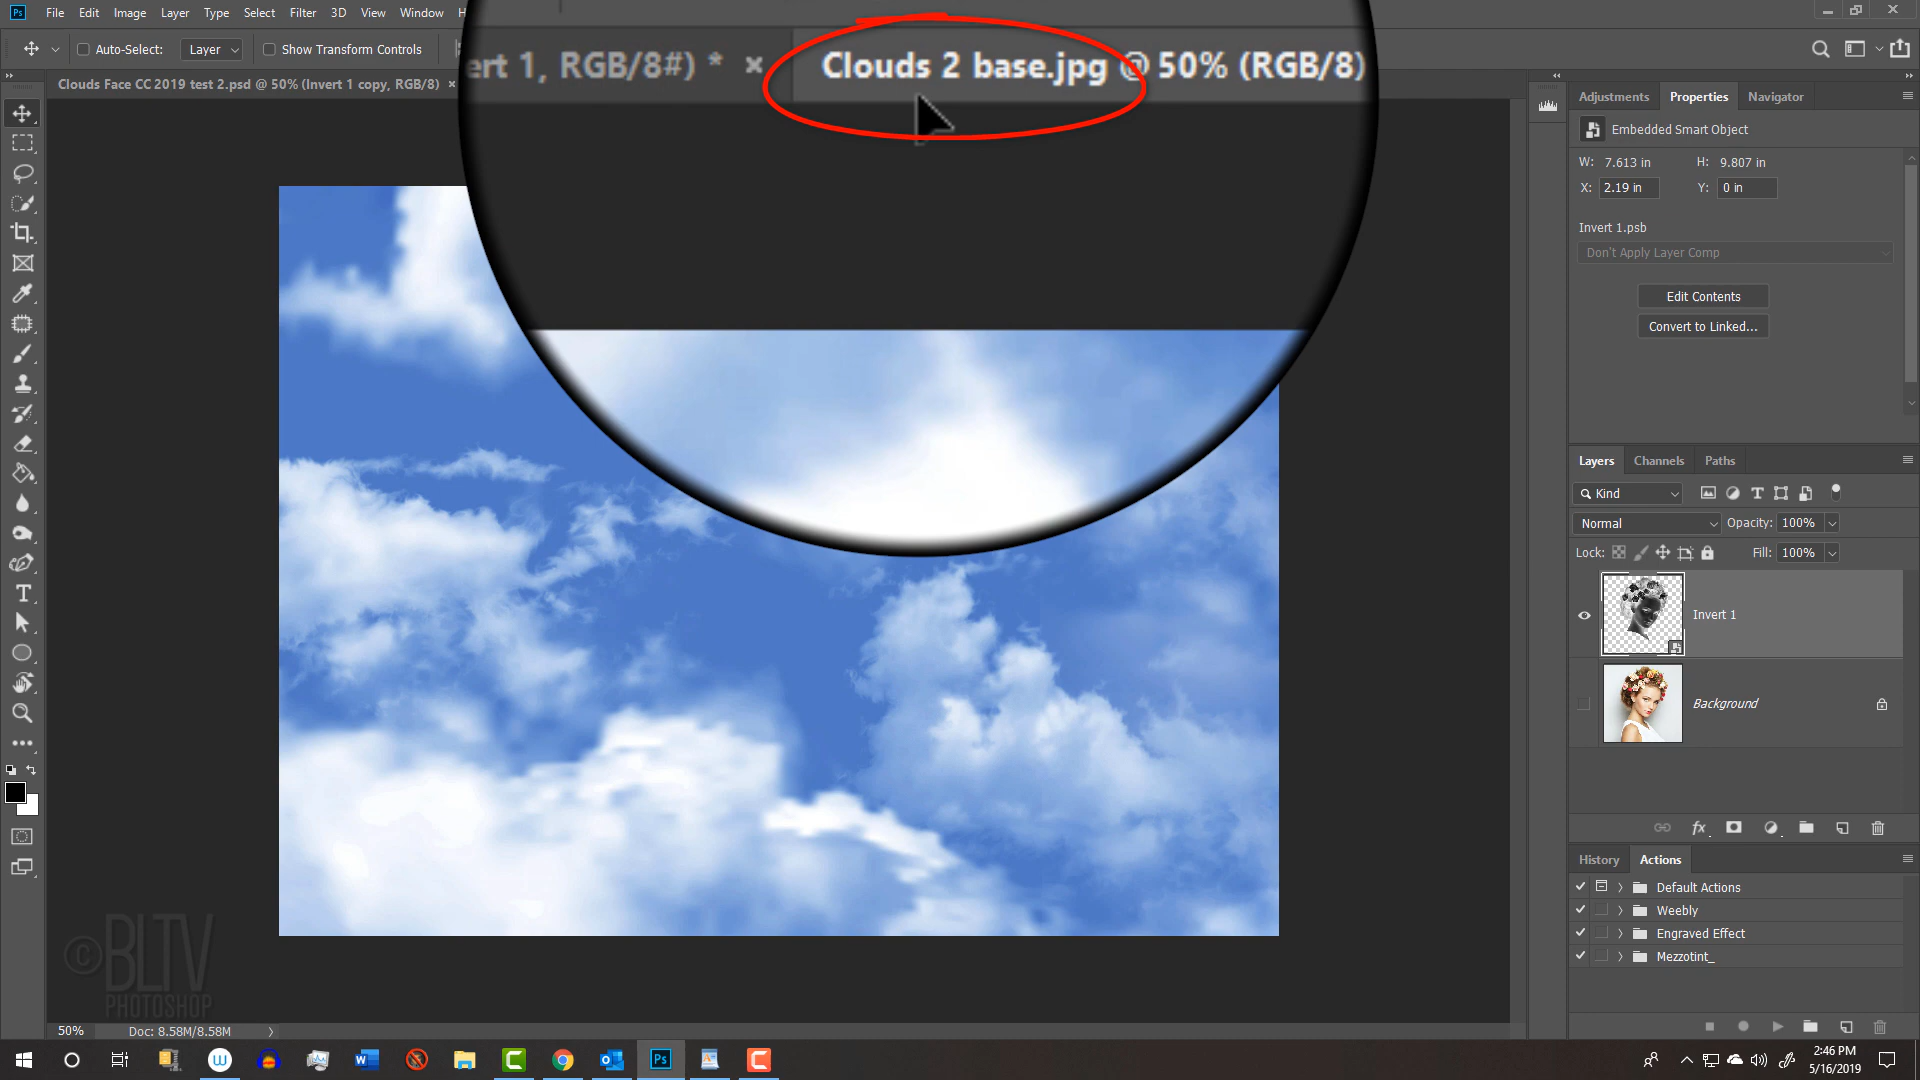 Ps File Edit Image Layer Type Select Filter 3D View Window H
Auto-Select: Layer Show Transform Controls
Clouds Face CC 2019 test 2.psd @ 50% (Invert 1 copy, RGB/8#) ×
ert 1, RGB/8#) * × Clouds 2 base.jpg @ 50% (RGB/8)
Adjustments Properties Navigator
Embedded Smart Object
W: 7.613 in H: 9.807 in
X: 2.19 in Y: 0 in
Invert 1.psb
Don't Apply Layer Comp
Edit Contents
Convert to Linked...
Layers Channels Paths
Kind
Normal Opacity: 100%
Lock: Fill: 100%
Invert 1
Background
fx
History Actions
Default Actions
Weebly
Engraved Effect
Mezzotint_
©BLTV
PHOTOSHOP
50% Doc: 8.58M/8.58M
2:46 PM
5/16/2019